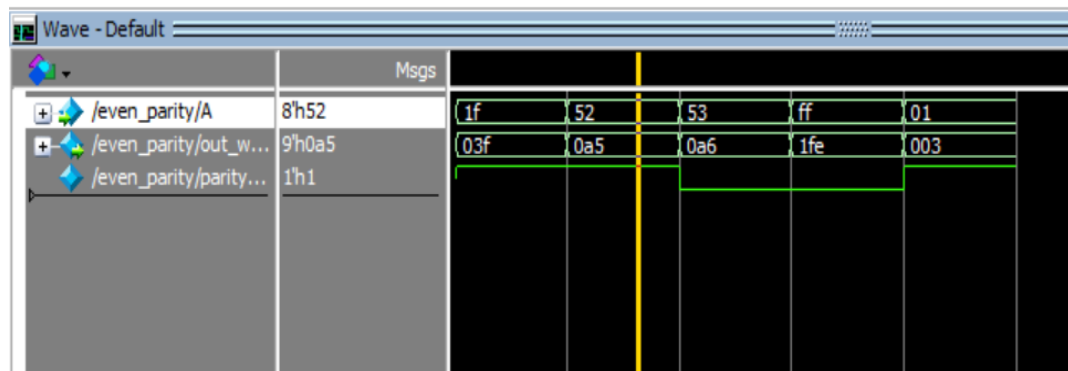 Wave - Default
Msgs
/even_parity/A 8'h52 1f 52 53 ff 01
/even_parity/out_w... 9'h0a5 03f 0a5 0a6 1fe 003
/even_parity/parity... 1'h1